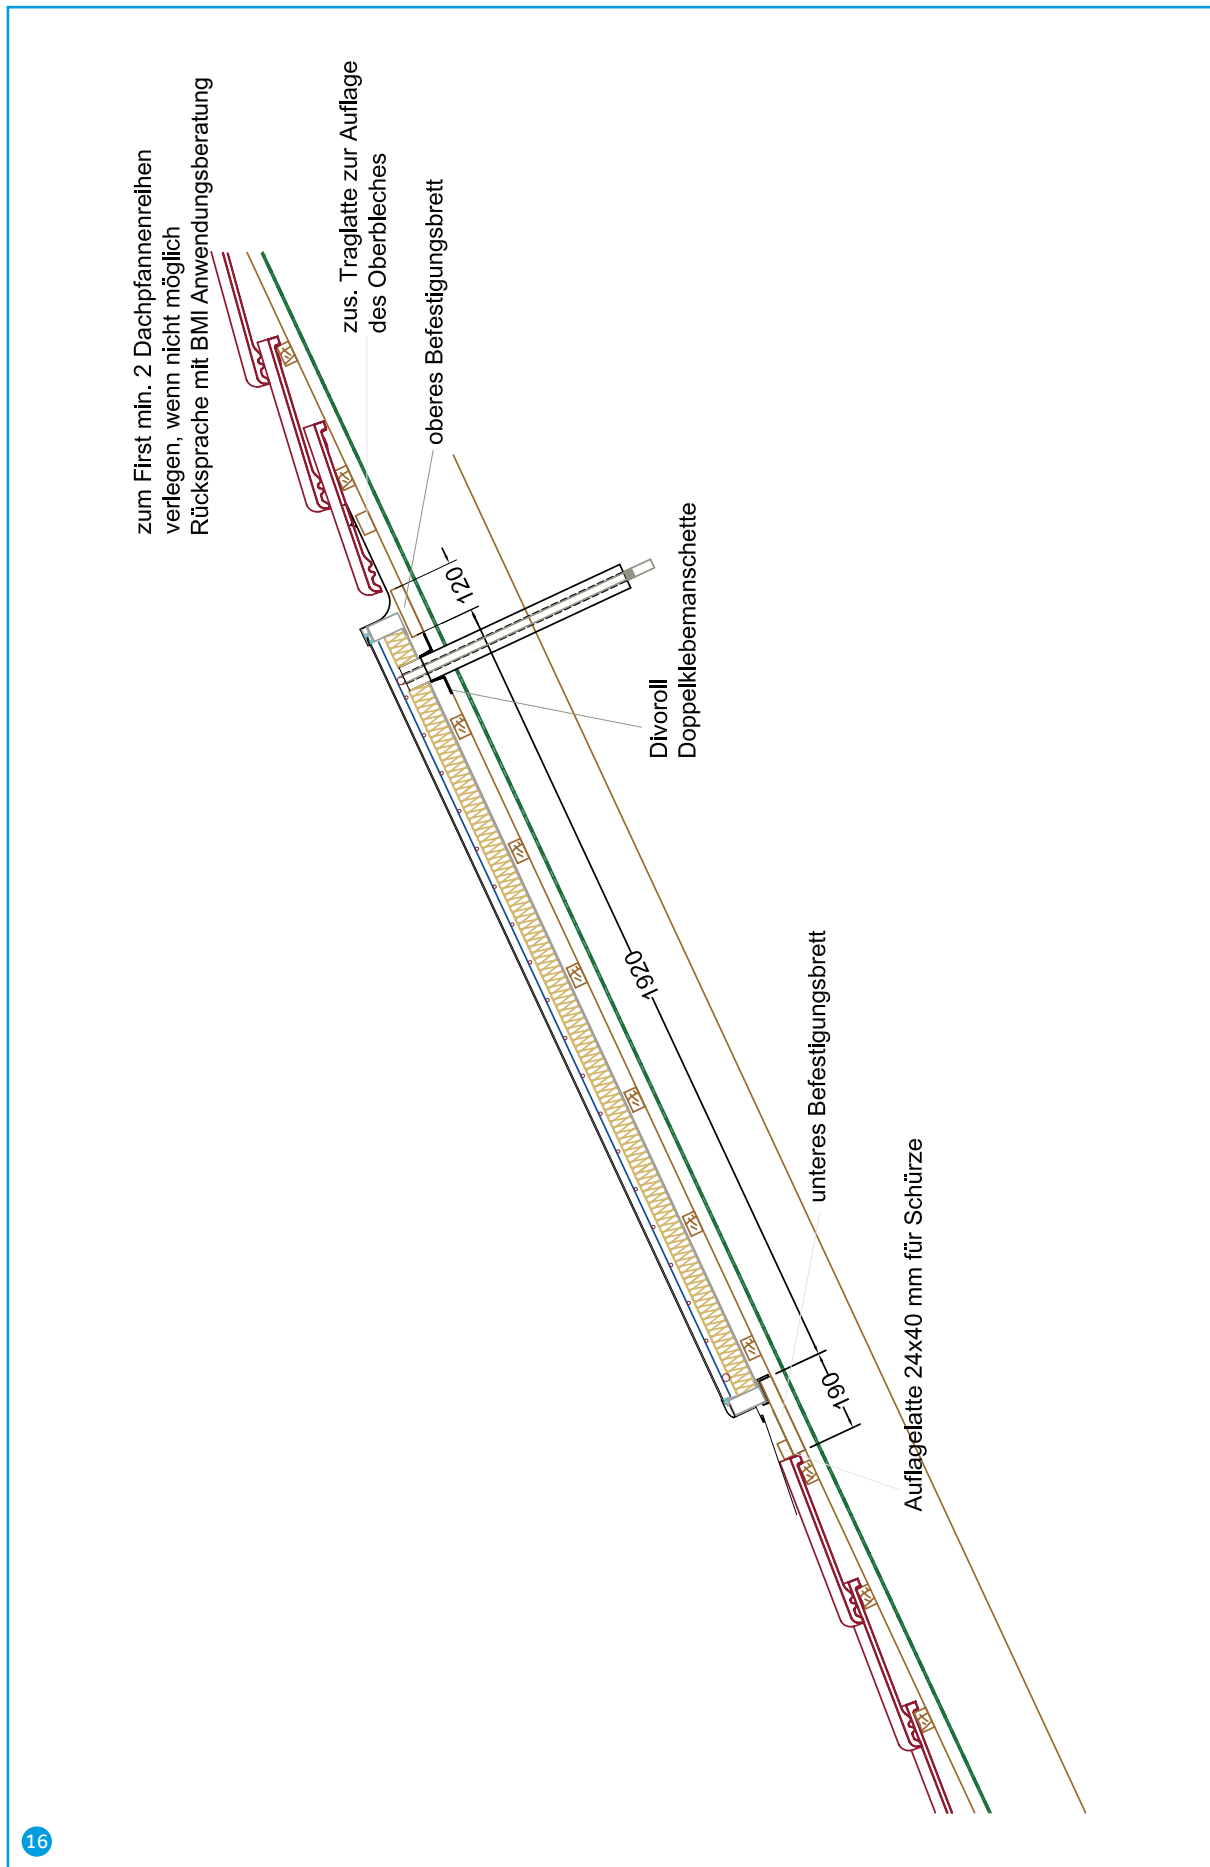 zum First min. 2 Dachpfannenreihen
verlegen, wenn nicht möglich
Rücksprache mit BMI Anwendungsberatung
zus. Traglatte zur Auflage
des Oberbleches
oberes Befestigungsbrett
120
Divoroll
Doppelklebemanschette
1920
unteres Befestigungsbrett
190
Auflagelatte 24x40 mm für Schürze
16